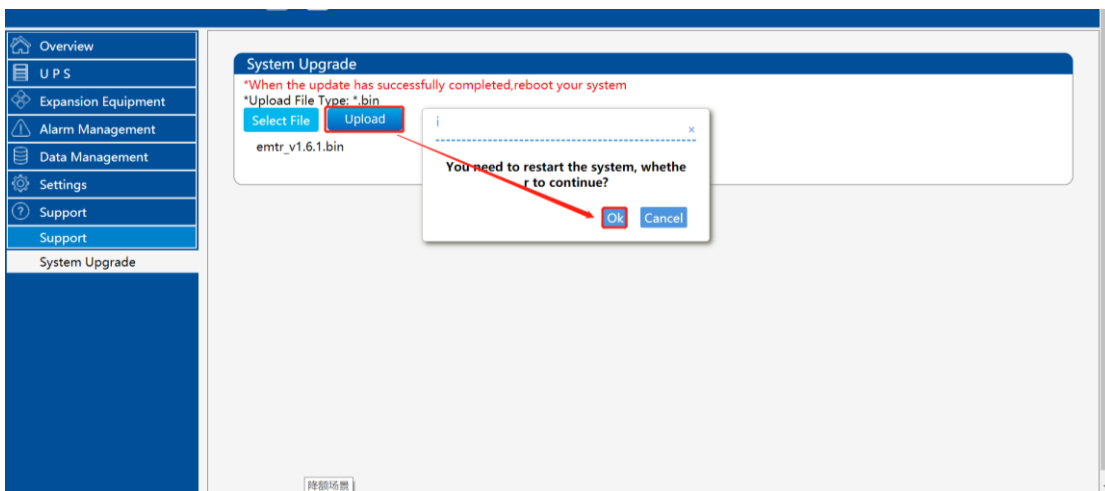 Overview
U P S
Expansion Equipment
Alarm Management
Data Management
Settings
Support
Support
System Upgrade
System Upgrade
*When the update has successfully completed,reboot your system
*Upload File Type: *.bin
Select File
Upload
emtr_v1.6.1.bin
i
×
You need to restart the system, whethe
r to continue?
Ok
Cancel
降额场景